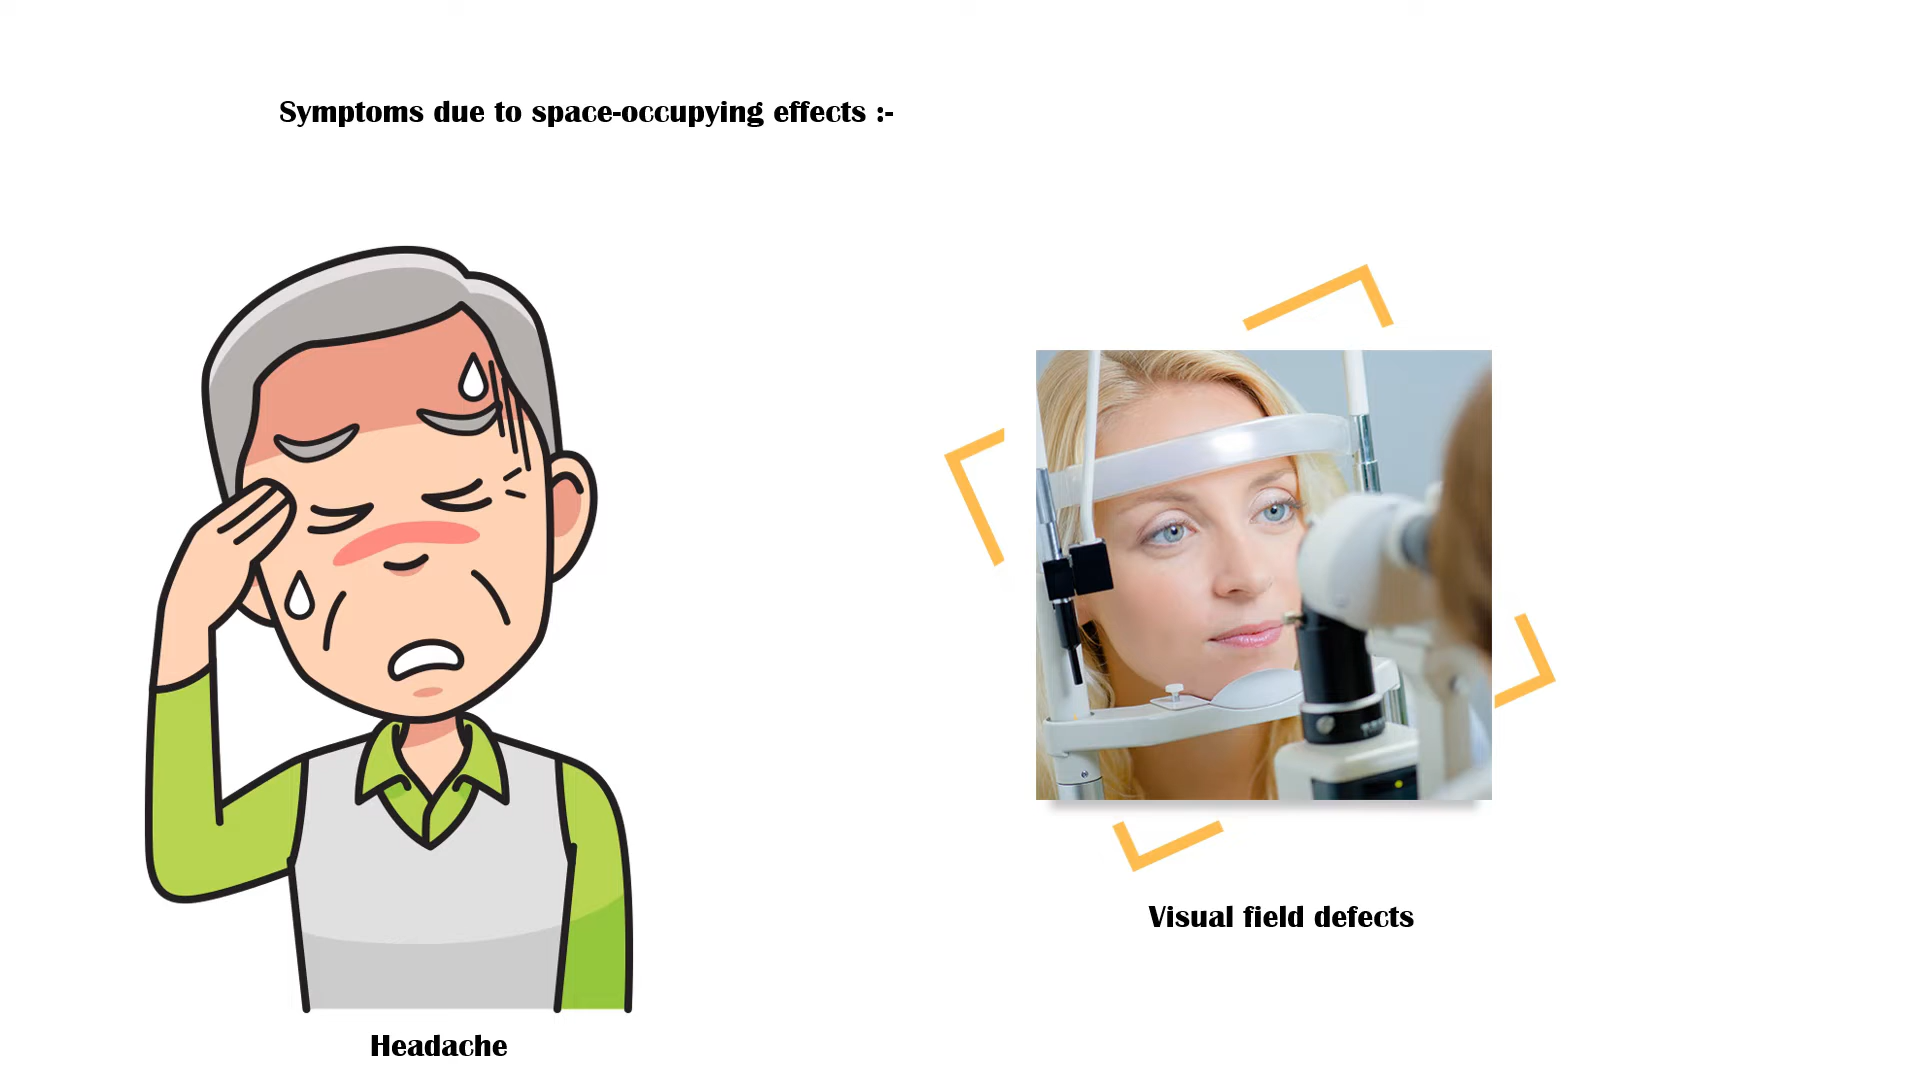 Symptoms due to space-occupying effects :-
Visual field defects
Headache